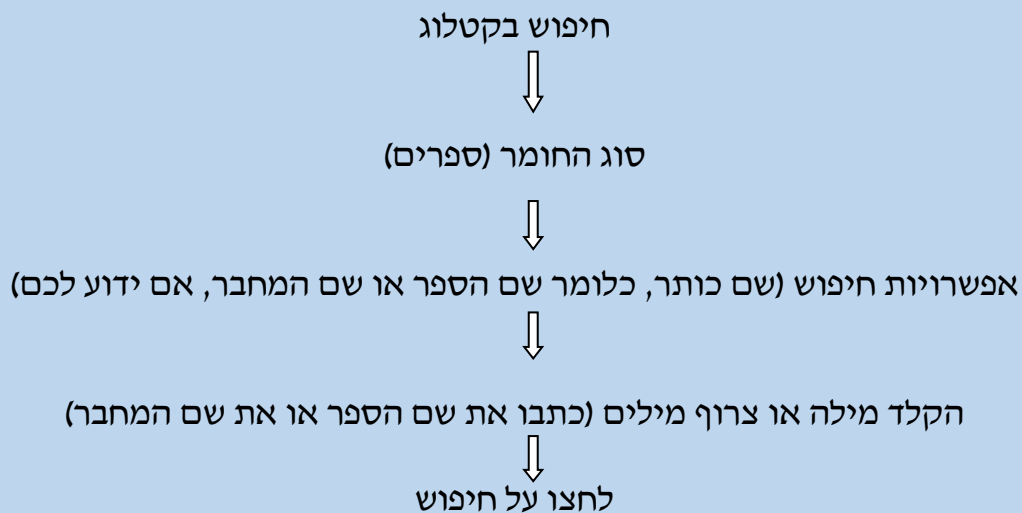 חיפוש בקטלוג
סוג החומר (ספרים)
אפשרויות חיפוש (שם כותר, כלומר שם הספר או שם המחבר, אם ידוע לכם)
הקלד מילה או צרוף מילים (כתבו את שם הספר או את שם המחבר)
לחצו על חיפוש